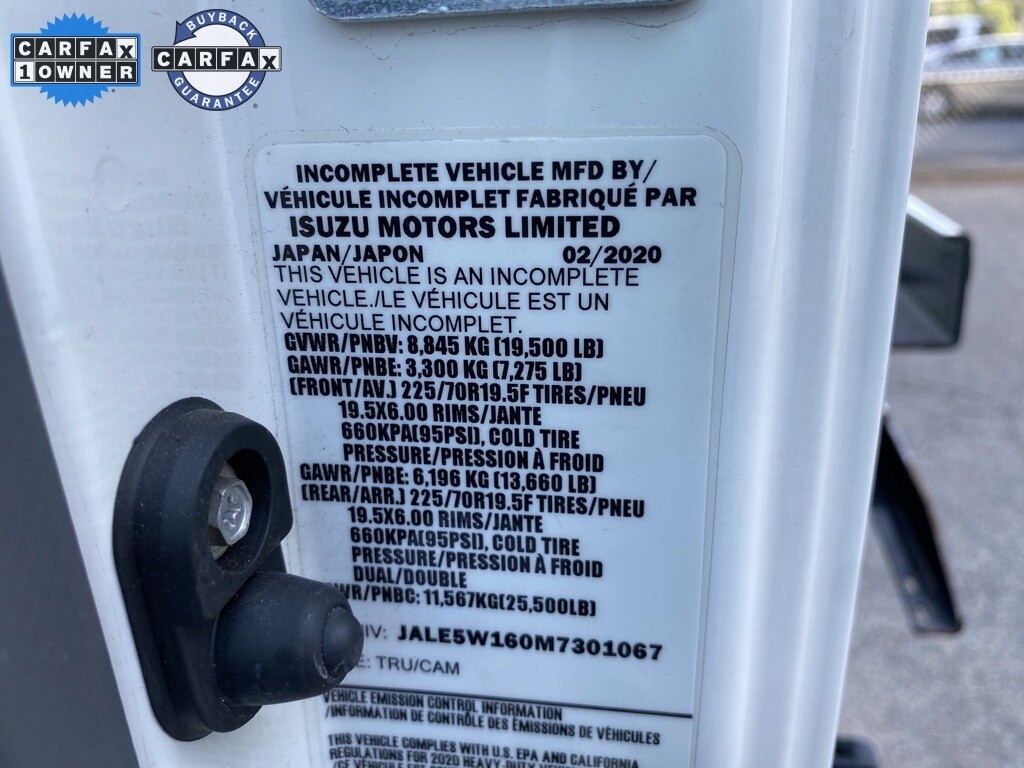 CARFAX
1 OWNER
BUYBACK
CARFAX
GUARANTEE
INCOMPLETE VEHICLE MFD BY/
VÉHICULE INCOMPLET FABRIQUÉ PAR
ISUZU MOTORS LIMITED
JAPAN/JAPON 02/2020
THIS VEHICLE IS AN INCOMPLETE
VEHICLE./LE VÉHICULE EST UN
VÉHICULE INCOMPLET.
GVWR/PNBV: 8,845 KG (19,500 LB)
GAWR/PNBE: 3,300 KG (7,275 LB)
(FRONT/AV.) 225/70R19.5F TIRES/PNEU
19.5X6.00 RIMS/JANTE
660KPA(95PSI), COLD TIRE
PRESSURE/PRESSION À FROID
GAWR/PNBE: 6,196 KG (13,660 LB)
(REAR/ARR.) 225/70R19.5F TIRES/PNEU
19.5X6.00 RIMS/JANTE
660KPA(95PSI), COLD TIRE
PRESSURE/PRESSION À FROID
DUAL/DOUBLE
WR/PNBC: 11,567KG(25,500LB)
IV: JALE5W160M7301067
E: TRU/CAM
VEHICLE EMISSION CONTROL INFORMATION
/INFORMATION DE CONTRÔLE DES ÉMISSIONS DE VÉHICULES
THIS VEHICLE COMPLIES WITH U.S. EPA AND CALIFORNIA
REGULATIONS FOR 2020 HEAVY-DUTY